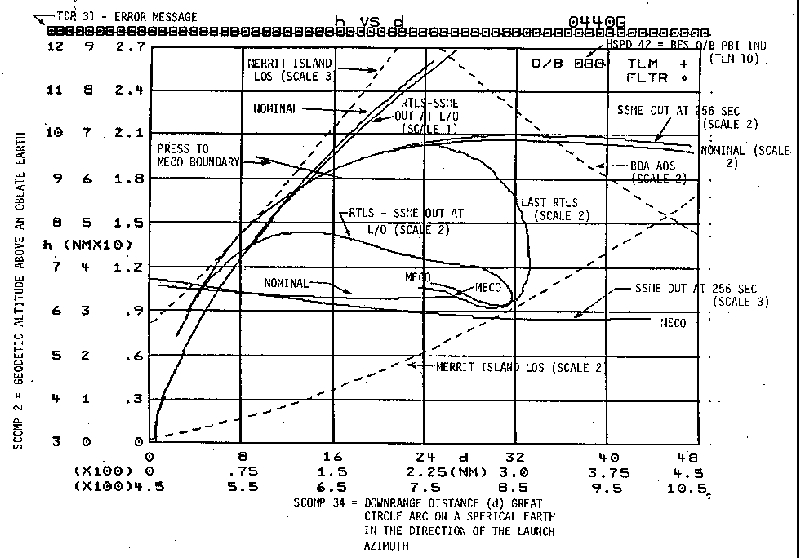 TCR 31 - ERROR MESSAGE
h VS d
0440G
HSPD 42 = BFS O/B PBI IND
(TLM TO)
12 9 2.7
O/B 000
TLM +
FLTR
MERRIT ISLAND
LOS (SCALE 3)
11 8 2.4
NOMINAL
RTLS-SSME
OUT AT L/O
(SCALE 1)
SSME OUT AT 256 SEC
(SCALE 2)
10 7 2.1
PRESS TO
MECO BOUNDARY
NOMINAL (SCALE
2)
BDA AOS
(SCALE 2)
9 6 1.8
LAST RTLS
(SCALE 2)
RTLS - SSME OUT AT
L/O (SCALE 2)
8 5 1.5
h (NMX10)
7 4 1.2
MECO
NOMINAL
MECO
SSME OUT AT 256 SEC
(SCALE 3)
6 3 .9
MECO
5 2 .6
MERRIT ISLAND LOS (SCALE 2)
4 1 .3
3 0 0
SCOMP 2 = GEODETIC ALTITUDE ABOVE AN OBLATE EARTH
0 8 16 24 d 32 40 48
(X100) 0 .75 1.5 2.25(NM) 3.0 3.75 4.5
(X100)4.5 5.5 6.5 7.5 8.5 9.5 10.5
SCOMP 34 = DOWNRANGE DISTANCE (d) GREAT
CIRCLE ARC ON A SPERICAL EARTH
IN THE DIRECTION OF THE LAUNCH
AZIMUTH